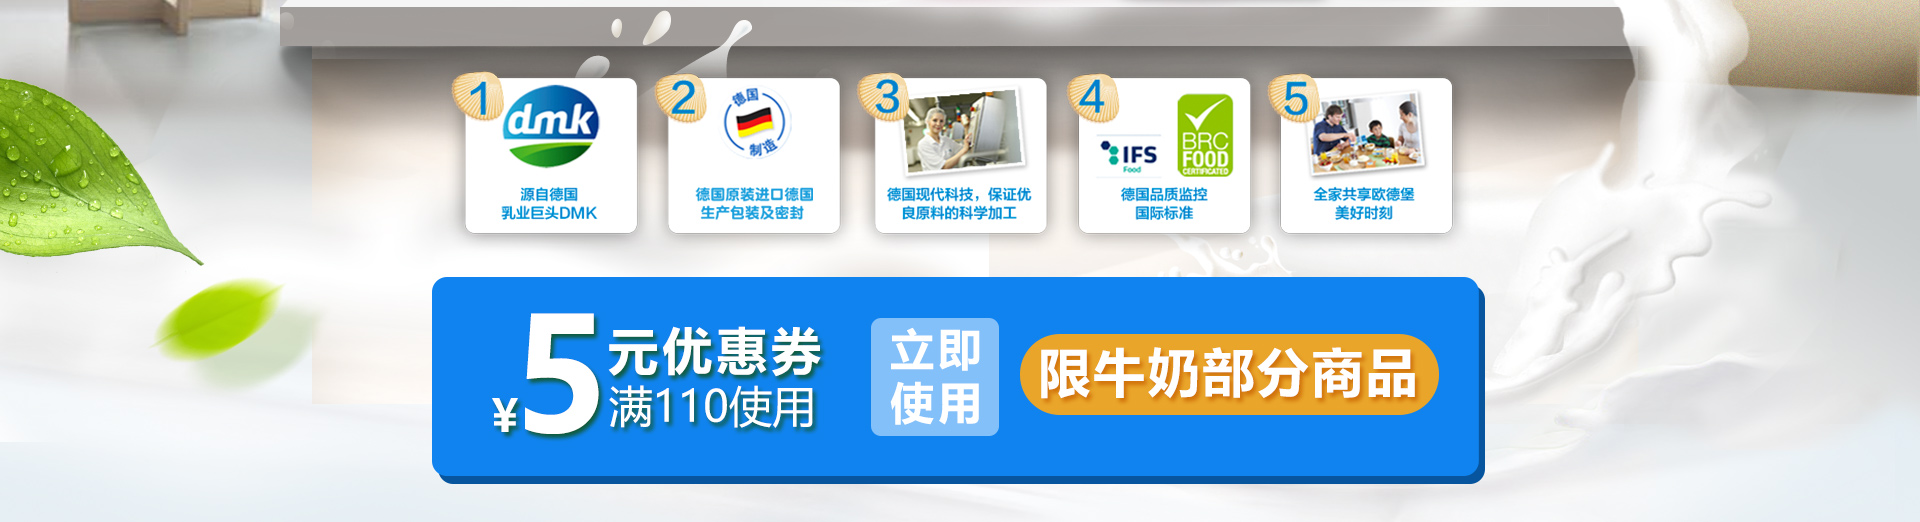 1
dmk
源自德国
乳业巨头DMK
2
德国
制造
德国原装进口德国
生产包装及密封
3
德国现代科技，保证优
良原料的科学加工
4
IFS
Food
BRC
FOOD
CERTIFICATED
德国品质监控
国际标准
5
全家共享欧德堡
美好时刻
¥5元优惠券
满110使用
立即
使用
限牛奶部分商品